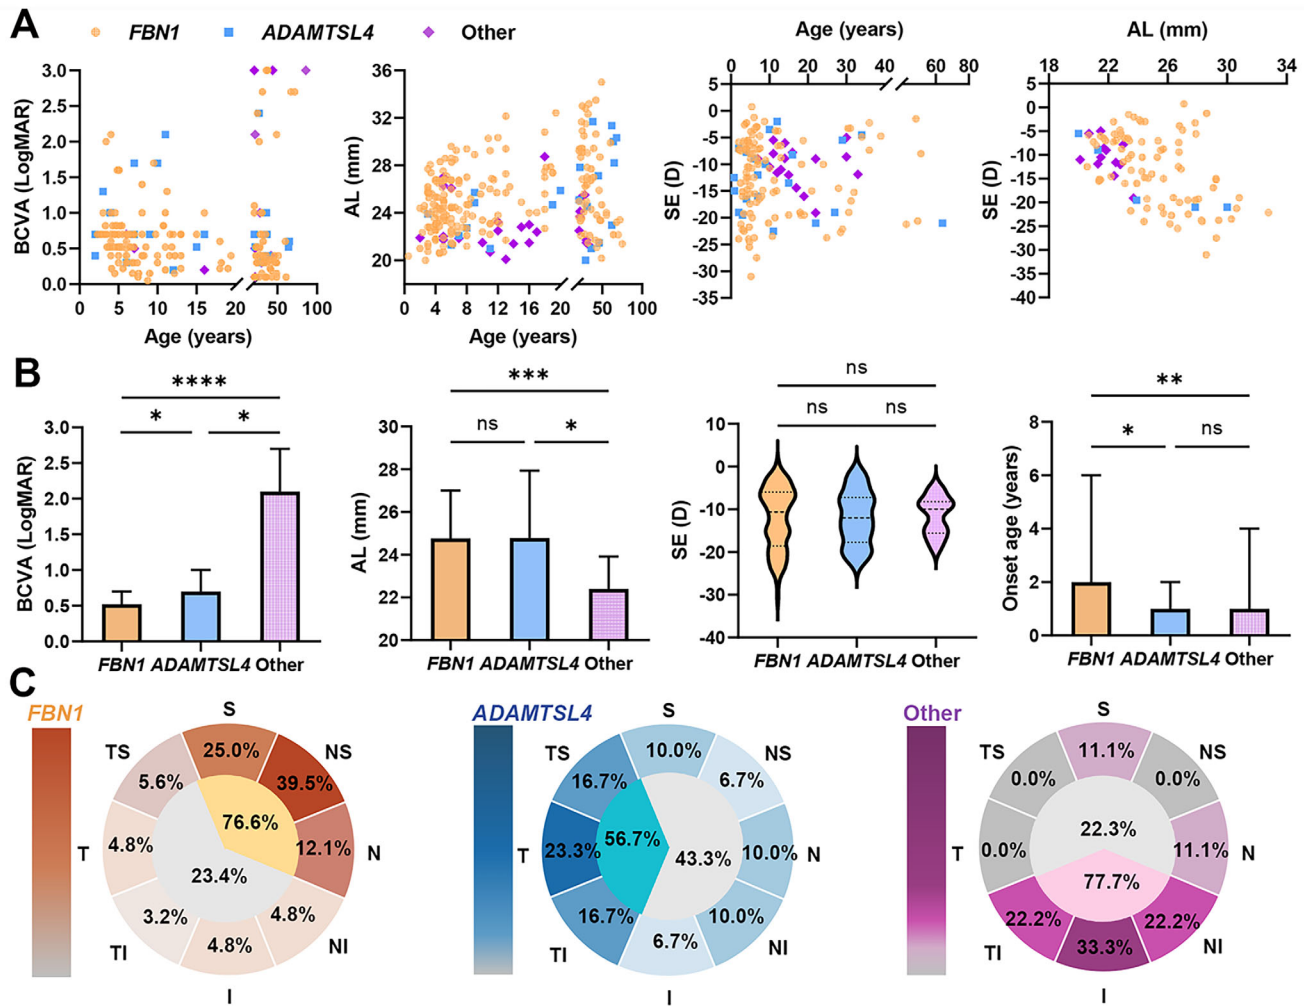 A
FBN1 ADAMTSL4 Other
BCVA (LogMAR)
3.0
2.5
2.0
1.5
1.0
0.5
0.0
0 5 10 15 20 50 100
Age (years)
AL (mm)
36
32
28
24
20
0 4 8 12 16 20 50 100
Age (years)
Age (years)
0 10 20 30 40 60 80
SE (D)
5
0
-5
-10
-15
-20
-25
-30
-35
AL (mm)
18 22 26 30 34
SE (D)
5
0
-5
-10
-15
-20
-25
-30
-35
-40
B
****
* *
BCVA (LogMAR)
3.0
2.5
2.0
1.5
1.0
0.5
0.0
FBN1 ADAMTSL4 Other
***
ns *
AL (mm)
30
28
26
24
22
20
FBN1 ADAMTSL4 Other
ns
ns ns
SE (D)
10
0
-10
-20
-30
-40
FBN1 ADAMTSL4 Other
**
* ns
Onset age (years)
8
6
4
2
0
FBN1 ADAMTSL4 Other
C
FBN1
S
TS NS
25.0%
5.6% 39.5%
76.6%
T 4.8% 12.1% N
23.4%
3.2% 4.8%
4.8%
TI NI
I
ADAMTSL4
S
TS NS
10.0%
16.7% 6.7%
56.7%
T 23.3% 43.3% 10.0% N
16.7% 10.0%
6.7%
TI NI
I
Other
S
TS NS
11.1%
0.0% 0.0%
22.3%
T 0.0% 11.1% N
77.7%
22.2% 22.2%
33.3%
TI NI
I